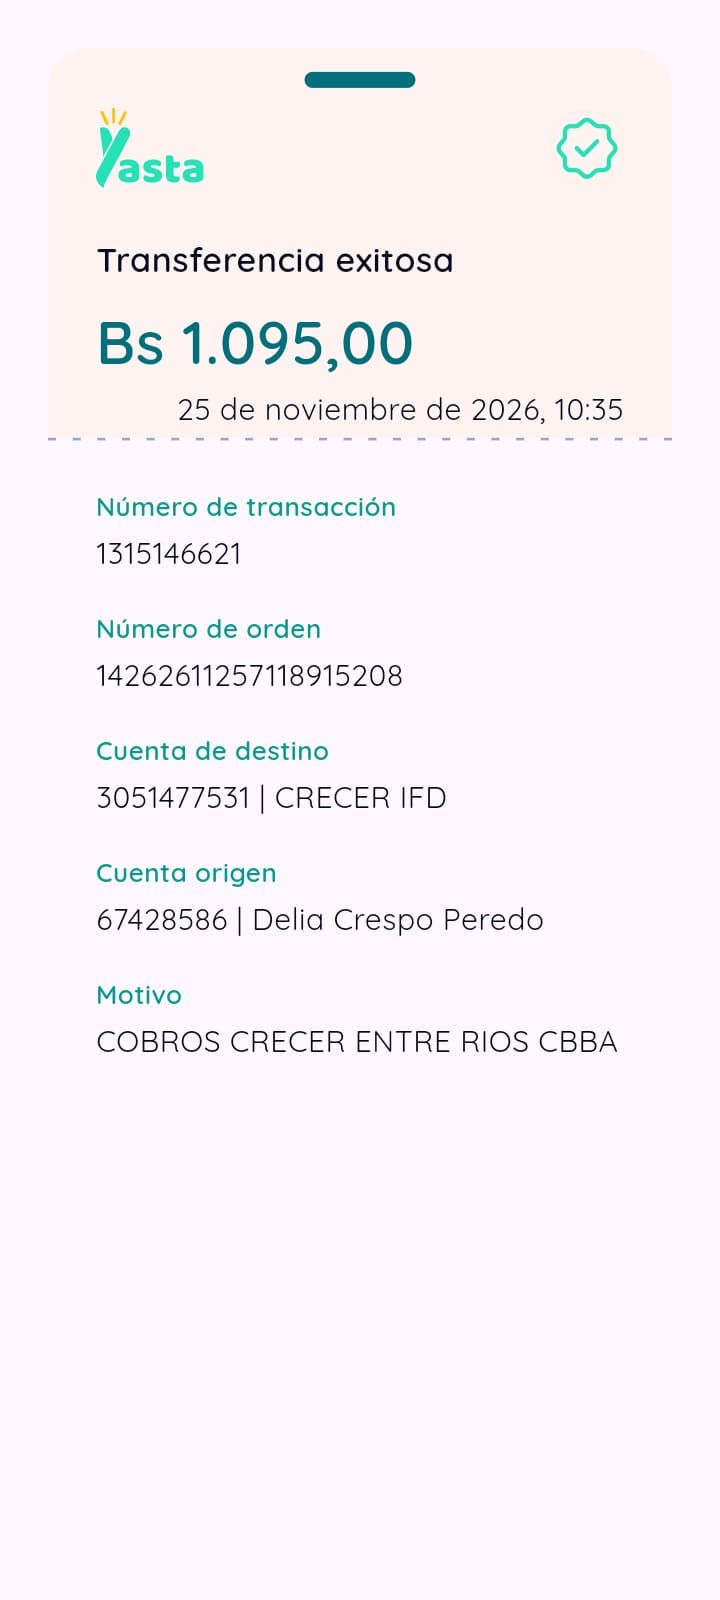 Yasta
Transferencia exitosa
Bs 1.095,00
25 de noviembre de 2026, 10:35
Número de transacción
1315146621
Número de orden
14262611257118915208
Cuenta de destino
3051477531 | CRECER IFD
Cuenta origen
67428586 | Delia Crespo Peredo
Motivo
COBROS CRECER ENTRE RIOS CBBA